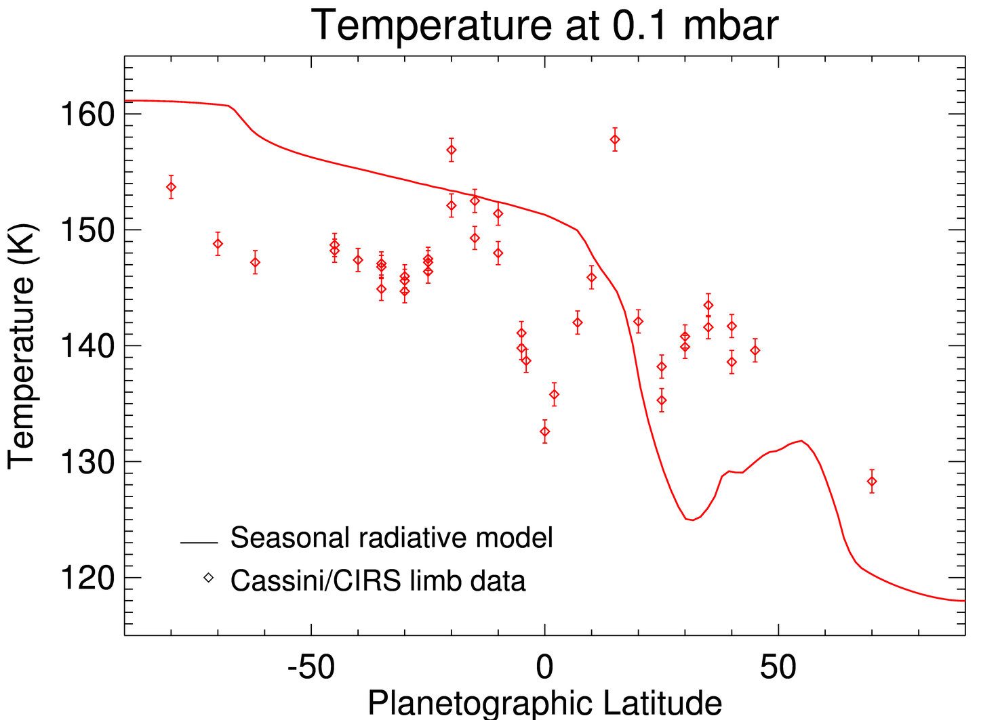 Temperature at 0.1 mbar
160
150
140
130
120
Temperature (K)
Seasonal radiative model
Cassini/CIRS limb data
-50 0 50
Planetographic Latitude